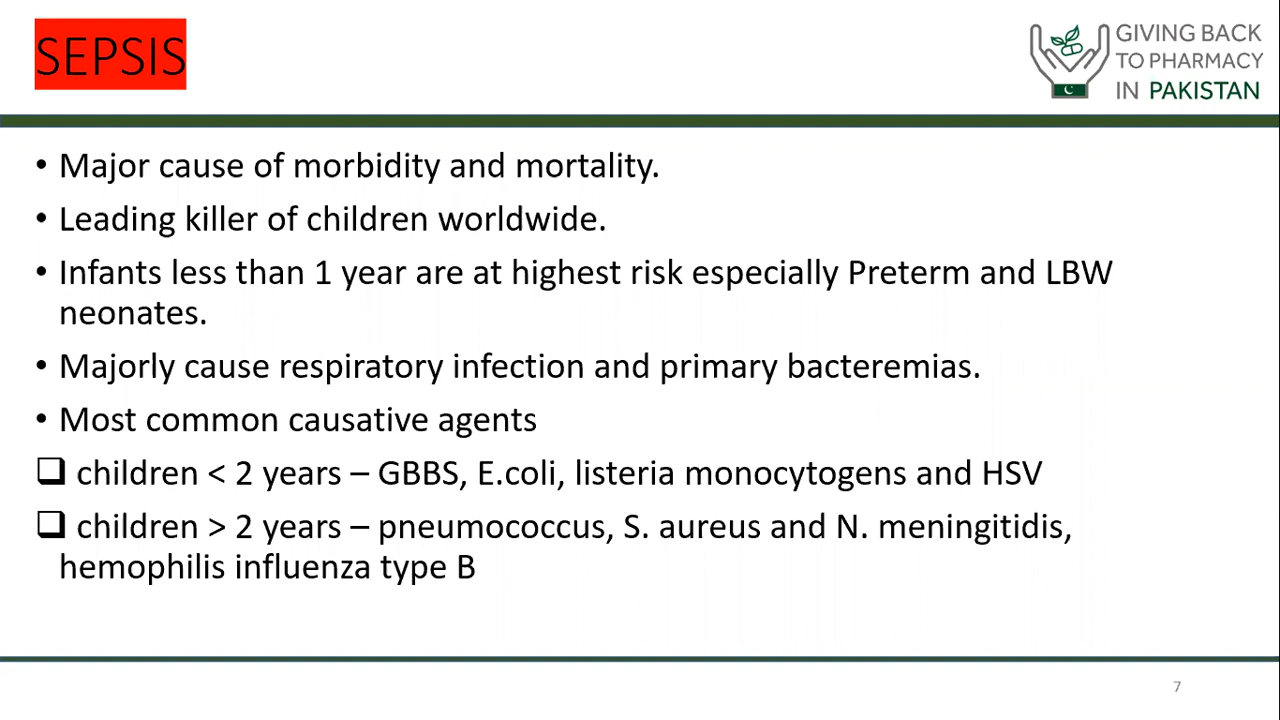 SEPSIS
GIVING BACK
TO PHARMACY
IN PAKISTAN
• Major cause of morbidity and mortality.
• Leading killer of children worldwide.
• Infants less than 1 year are at highest risk especially Preterm and LBW
neonates.
• Majorly cause respiratory infection and primary bacteremias.
• Most common causative agents
❑ children < 2 years – GBBS, E.coli, listeria monocytogens and HSV
❑ children > 2 years – pneumococcus, S. aureus and N. meningitidis,
hemophilis influenza type B
7